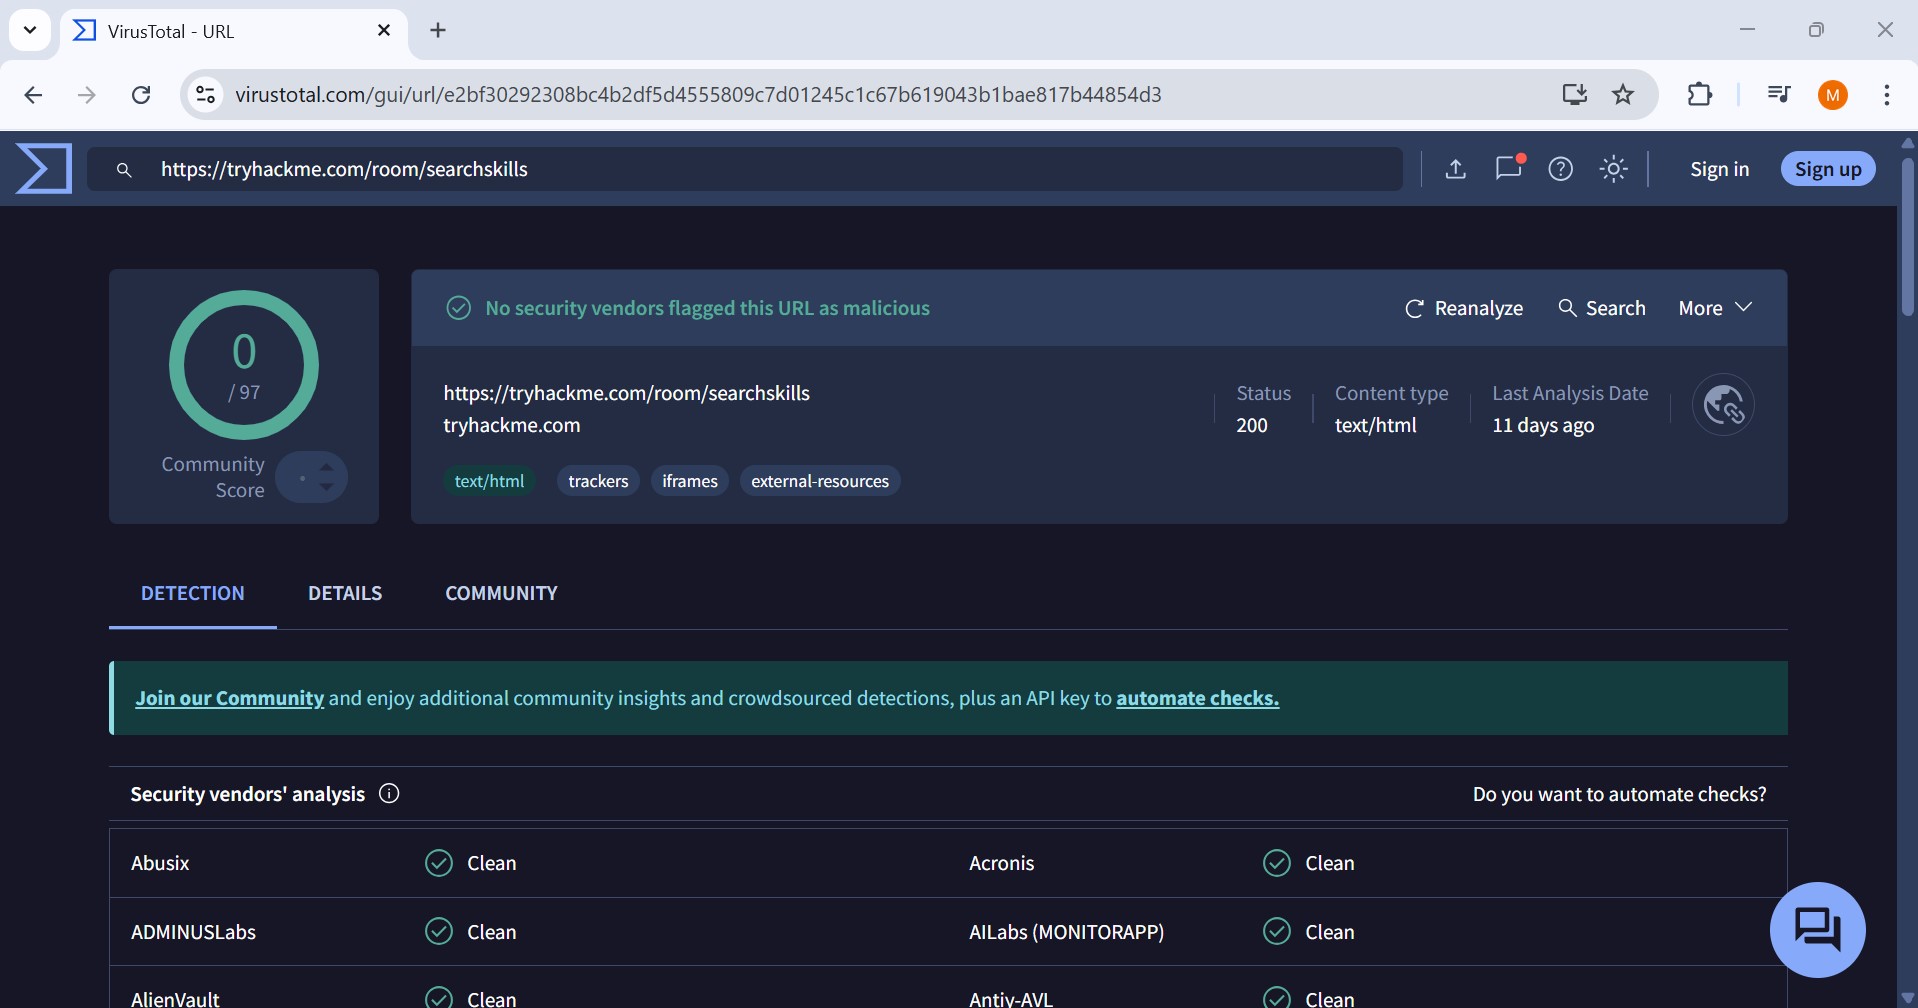 VirusTotal - URL
virustotal.com/gui/url/e2bf30292308bc4b2df5d4555809c7d01245c1c67b619043b1bae817b44854d3
M
https://tryhackme.com/room/searchskills
Sign in
Sign up
0
/ 97
Community
Score
No security vendors flagged this URL as malicious
Reanalyze
Search
More
https://tryhackme.com/room/searchskills
tryhackme.com
Status
200
Content type
text/html
Last Analysis Date
11 days ago
text/html
trackers
iframes
external-resources
DETECTION
DETAILS
COMMUNITY
Join our Community and enjoy additional community insights and crowdsourced detections, plus an API key to automate checks.
Security vendors' analysis
Do you want to automate checks?
Abusix
Clean
Acronis
Clean
ADMINUSLabs
Clean
AILabs (MONITORAPP)
Clean
AlienVault
Clean
Antiy-AVL
Clean